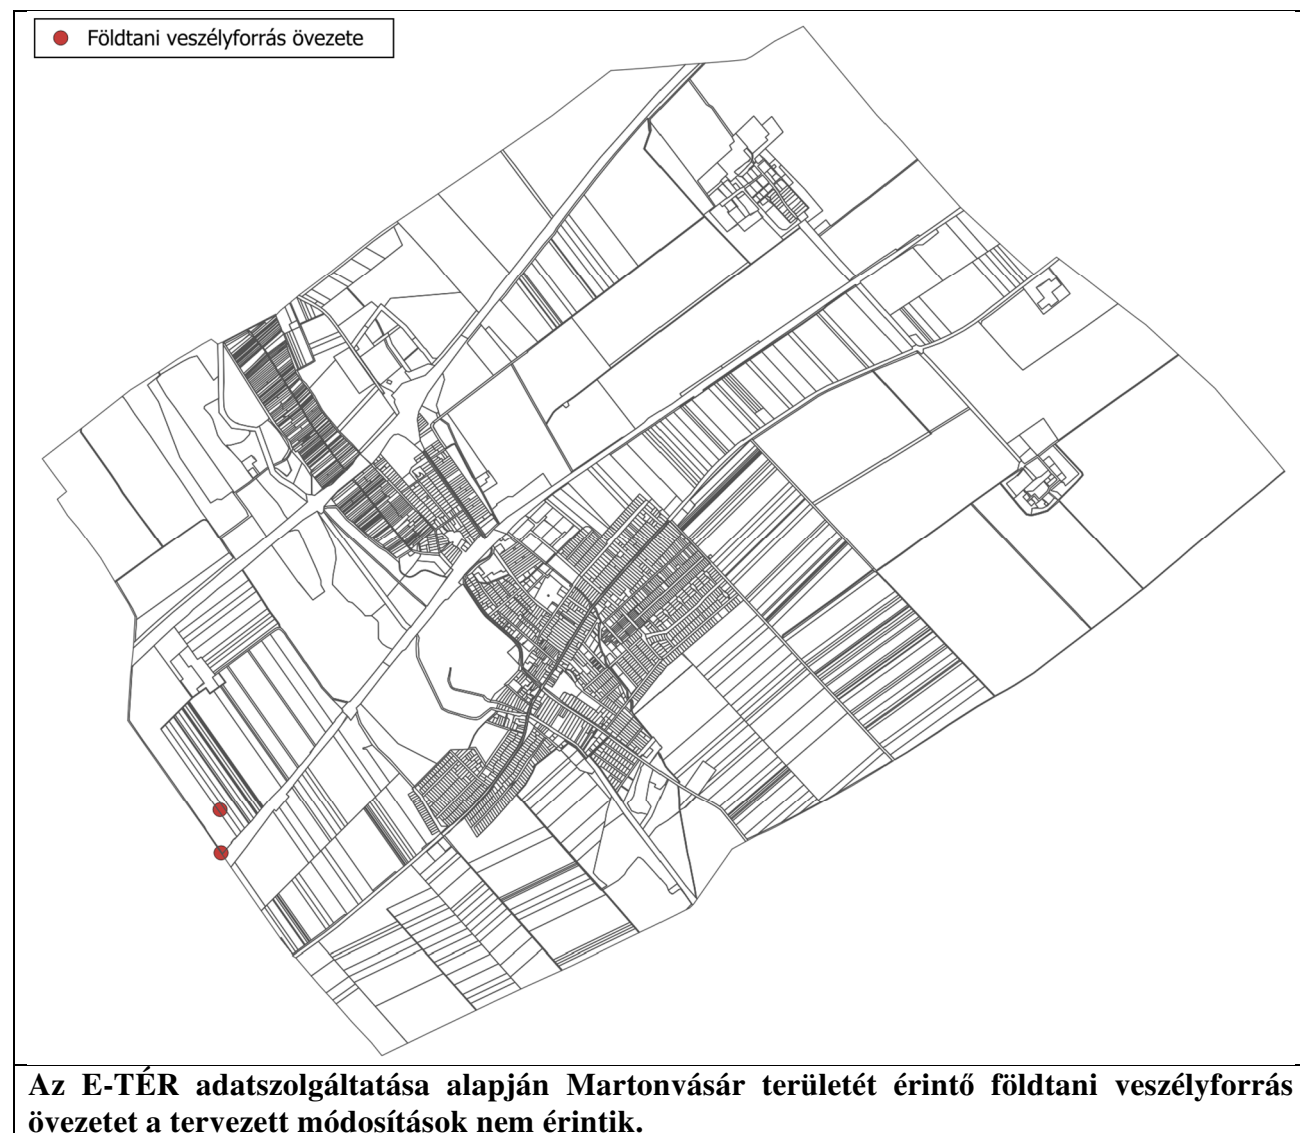 Földtani veszélyforrás övezete
Az E-TÉR adatszolgáltatása alapján Martonvásár területét érintő földtani veszélyforrás
övezetet a tervezett módosítások nem érintik.